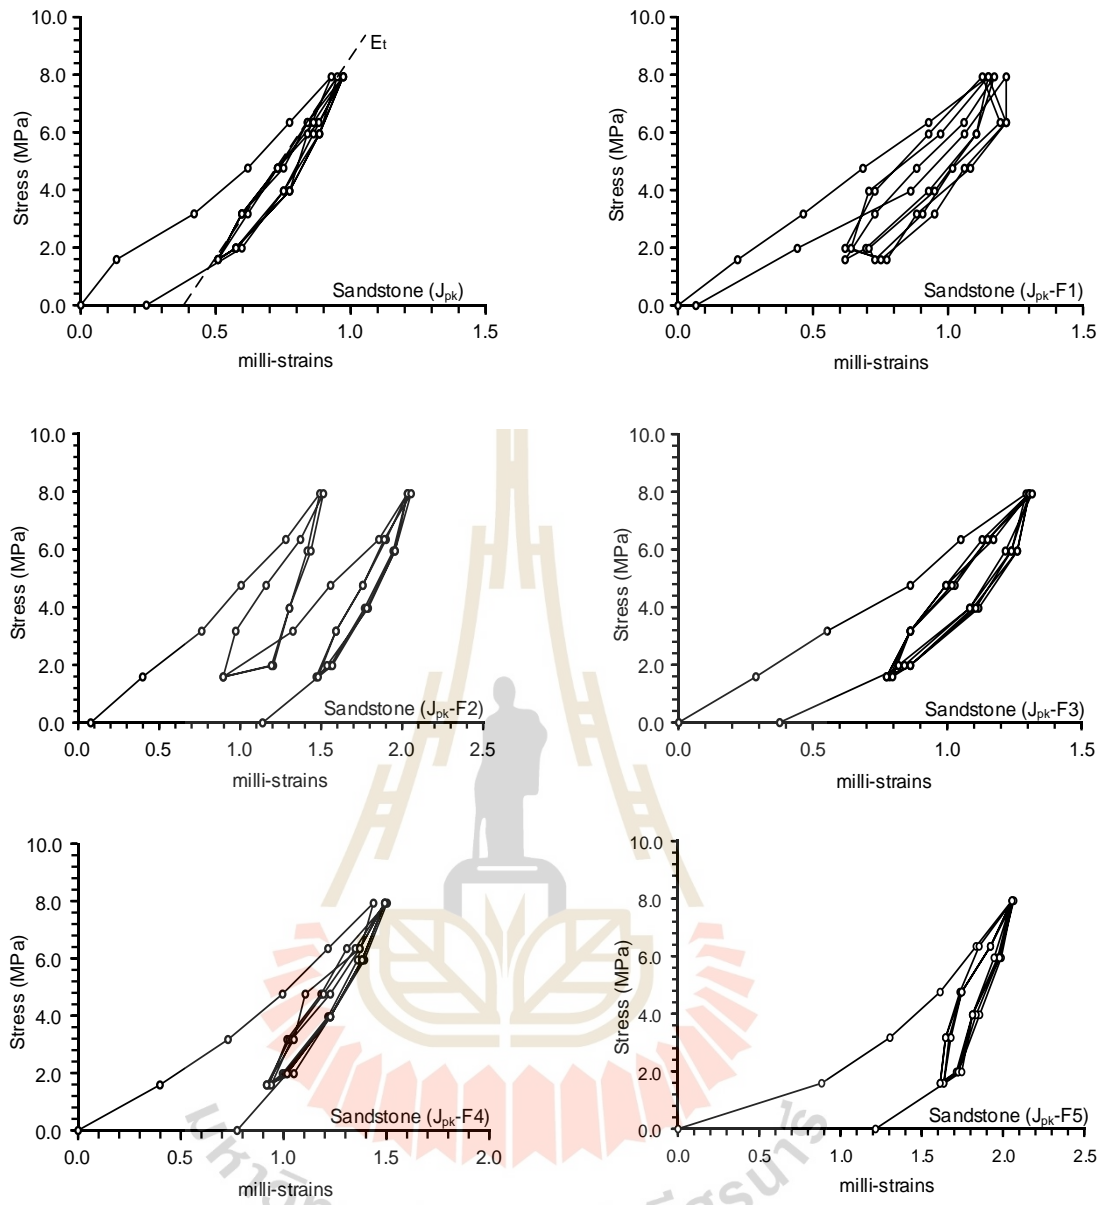 10.0
8.0
6.0
4.0
2.0
0.0
Stress (MPa)
Et
Sandstone (Jpk)
0.0 0.5 1.0 1.5
milli-strains
10.0
8.0
6.0
4.0
2.0
0.0
Stress (MPa)
Sandstone (Jpk-F1)
0.0 0.5 1.0 1.5
milli-strains
10.0
8.0
6.0
4.0
2.0
0.0
Stress (MPa)
Sandstone (Jpk-F2)
0.0 0.5 1.0 1.5 2.0 2.5
milli-strains
10.0
8.0
6.0
4.0
2.0
0.0
Stress (MPa)
Sandstone (Jpk-F3)
0.0 0.5 1.0 1.5
milli-strains
10.0
8.0
6.0
4.0
2.0
0.0
Stress (MPa)
Sandstone (Jpk-F4)
0.0 0.5 1.0 1.5 2.0
milli-strains
10.0
8.0
6.0
4.0
2.0
0.0
Stress (MPa)
Sandstone (Jpk-F5)
0.0 0.5 1.0 1.5 2.0 2.5
milli-strains